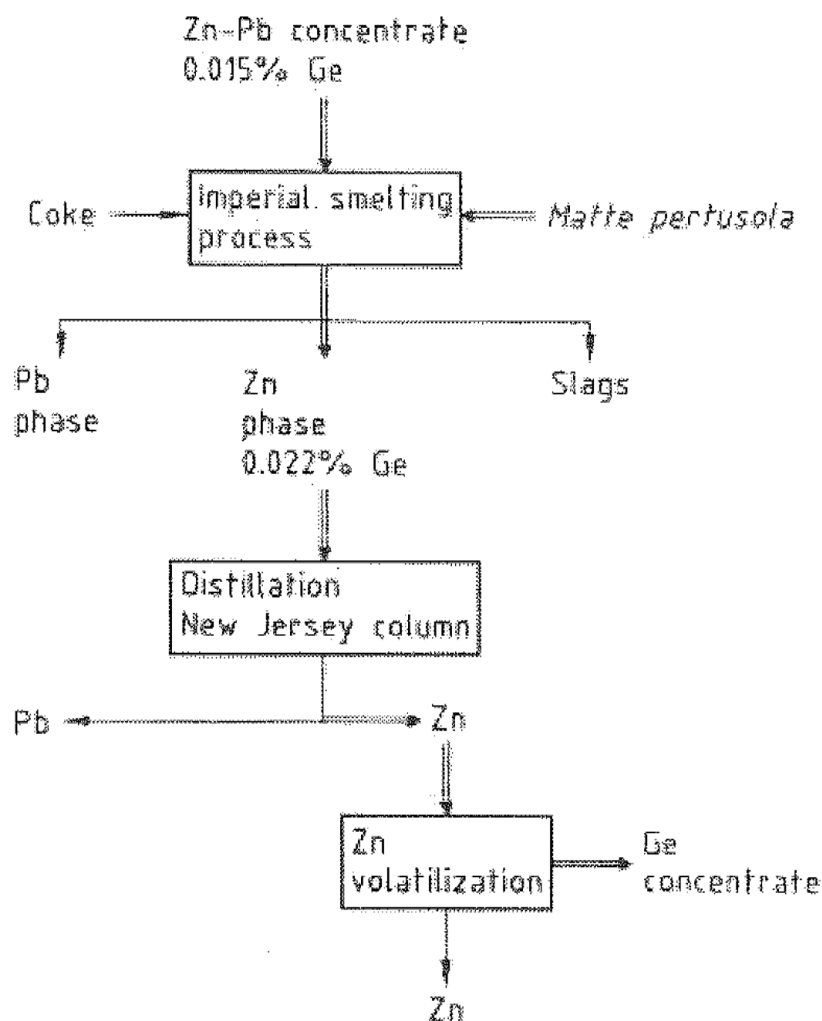 Zn-Pb concentrate
0.015% Ge
Coke
Imperial smelting
process
Matte pertusola
Pb
phase
Zn
phase
0.022% Ge
Slags
Distillation
New Jersey column
Pb
Zn
Zn
volatilization
Ge
concentrate
Zn